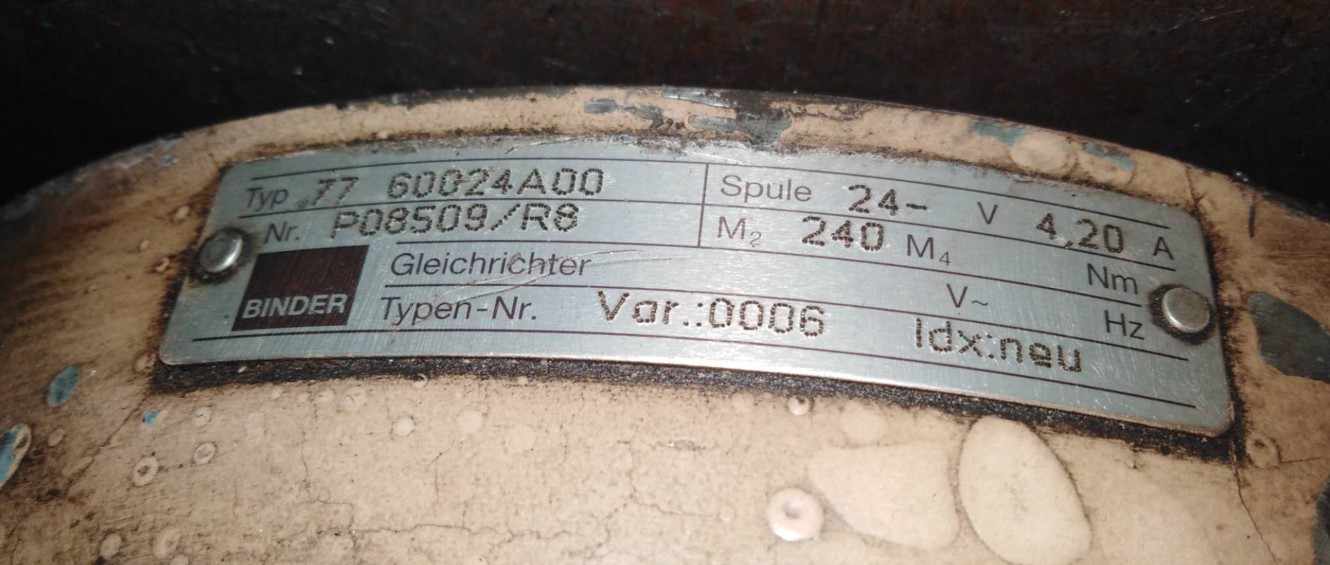 Typ 77 60024A00 Spule 24- V 4,20 A
Nr. P08509/R8 M₂ 240 M₄ Nm
BINDER Gleichrichter V~ Hz
Typen-Nr. Var.:0006 Idx:neu